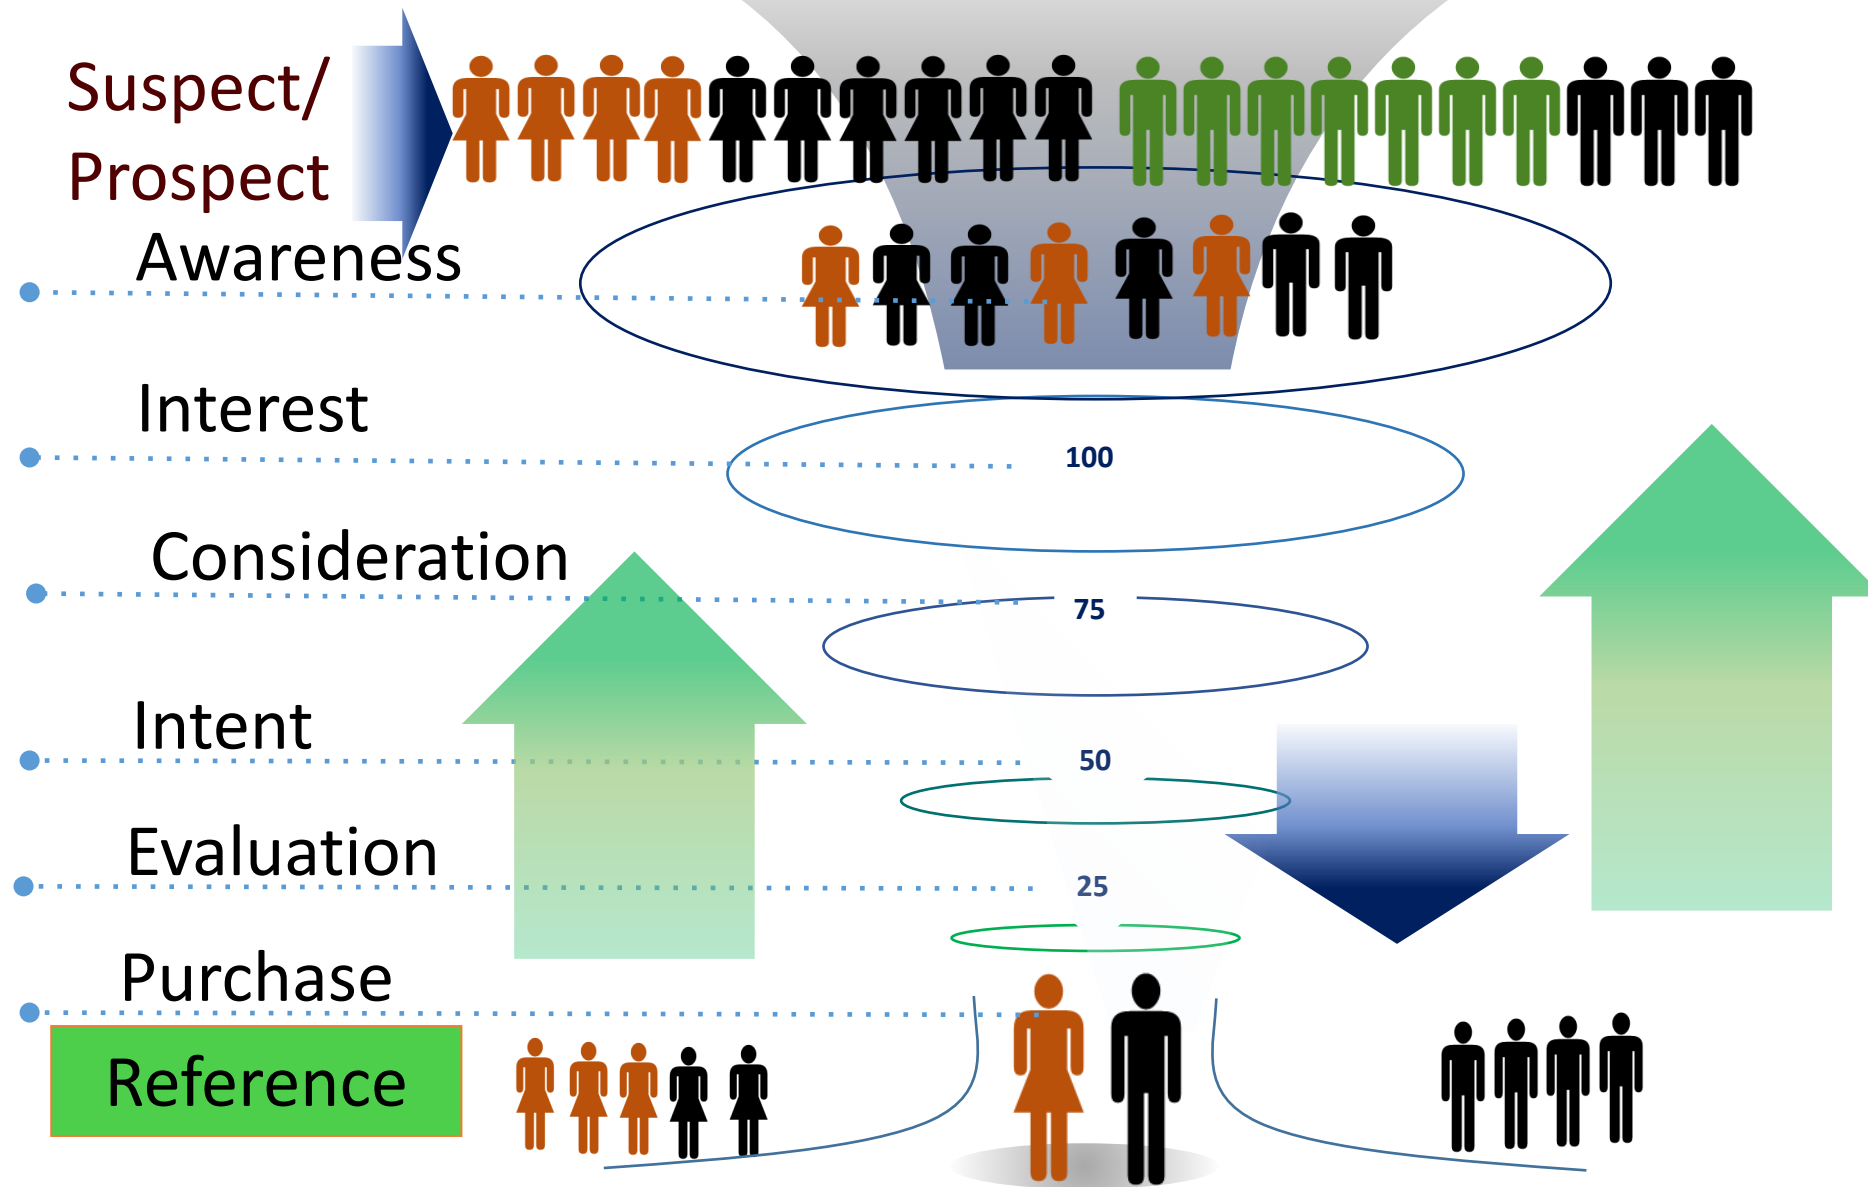 Suspect/
Prospect
Awareness
Interest
100
Consideration
75
Intent
50
Evaluation
25
Purchase
Reference